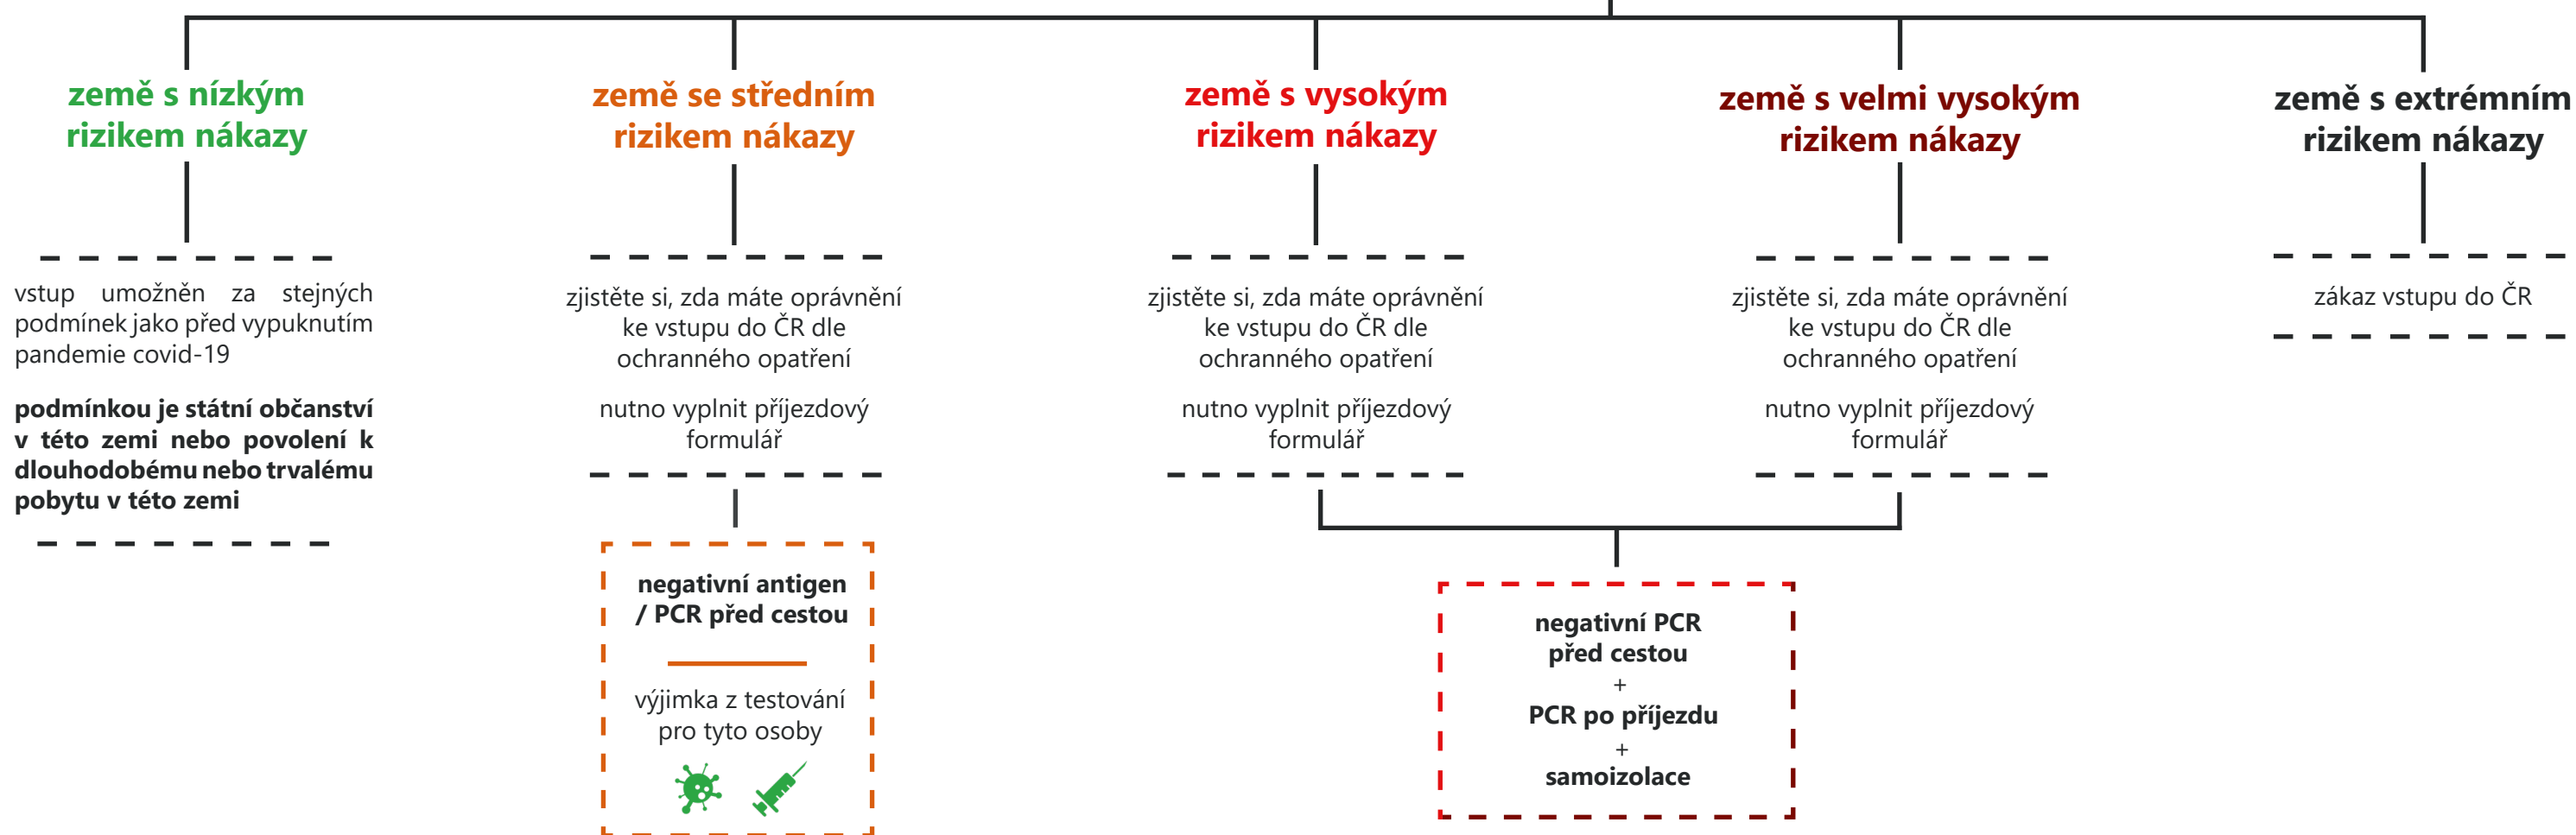 země s nízkým
rizikem nákazy
vstup umožněn za stejných
podmínek jako před vypuknutím
pandemie covid-19
podmínkou je státní občanství
v této zemi nebo povolení k
dlouhodobému nebo trvalému
pobytu v této zemi
země se středním
rizikem nákazy
zjistěte si, zda máte oprávnění
ke vstupu do ČR dle
ochranného opatření
nutno vyplnit příjezdový
formulář
negativní antigen
/ PCR před cestou
výjimka z testování
pro tyto osoby
země s vysokým
rizikem nákazy
zjistěte si, zda máte oprávnění
ke vstupu do ČR dle
ochranného opatření
nutno vyplnit příjezdový
formulář
země s velmi vysokým
rizikem nákazy
zjistěte si, zda máte oprávnění
ke vstupu do ČR dle
ochranného opatření
nutno vyplnit příjezdový
formulář
negativní PCR
před cestou
+
PCR po příjezdu
+
samoizolace
země s extrémním
rizikem nákazy
zákaz vstupu do ČR